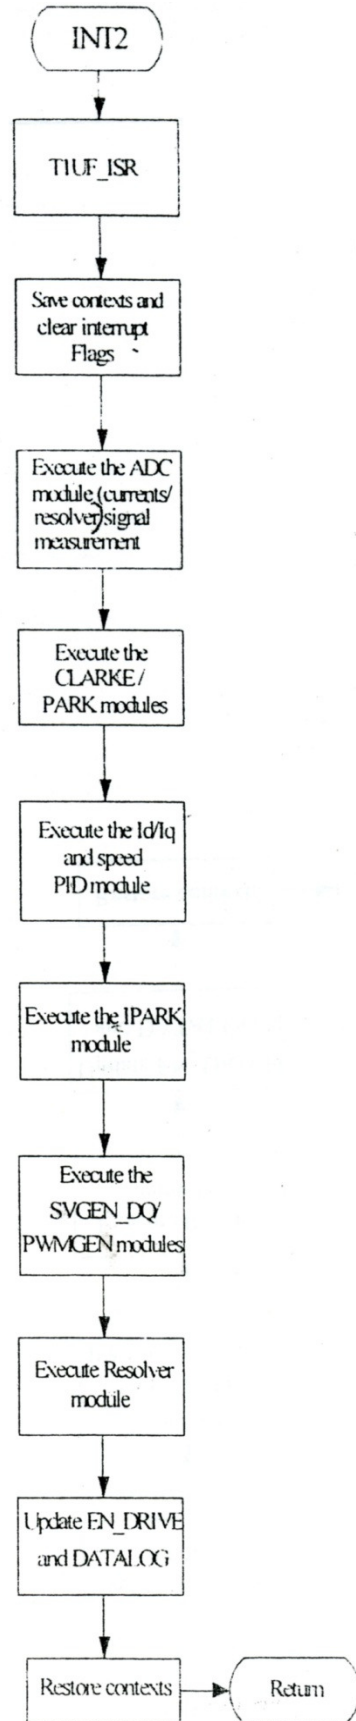 INT2
T1UF_ISR
Save contexts and
clear interrupt
Flags
Execute the ADC
module (currents/
resolver) signal
measurement
Execute the
CLARKE /
PARK modules
Execute the Id/Iq
and speed
PID module
Execute the IPARK
module
Execute the
SVGEN_DQ/
PWMGEN modules
Execute Resolver
module
Update EN_DRIVE
and DATALOG
Restore contexts
Return